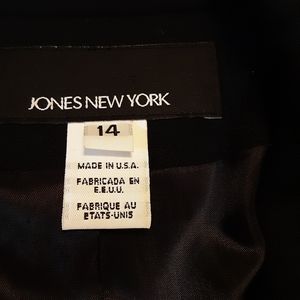 JONES NEW YORK
14
MADE IN U.S.A.
FABRICADA EN
E.E.U.U.
FABRIQUE AU
ETATS-UNIS